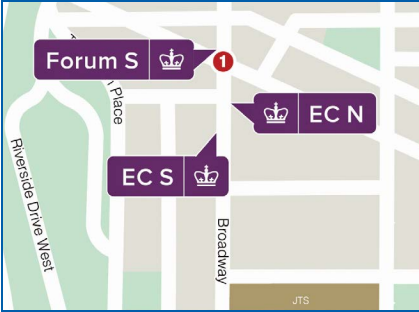 Forum S
1
Place
EC N
EC S
Riverside Drive West
Broadway
JTS